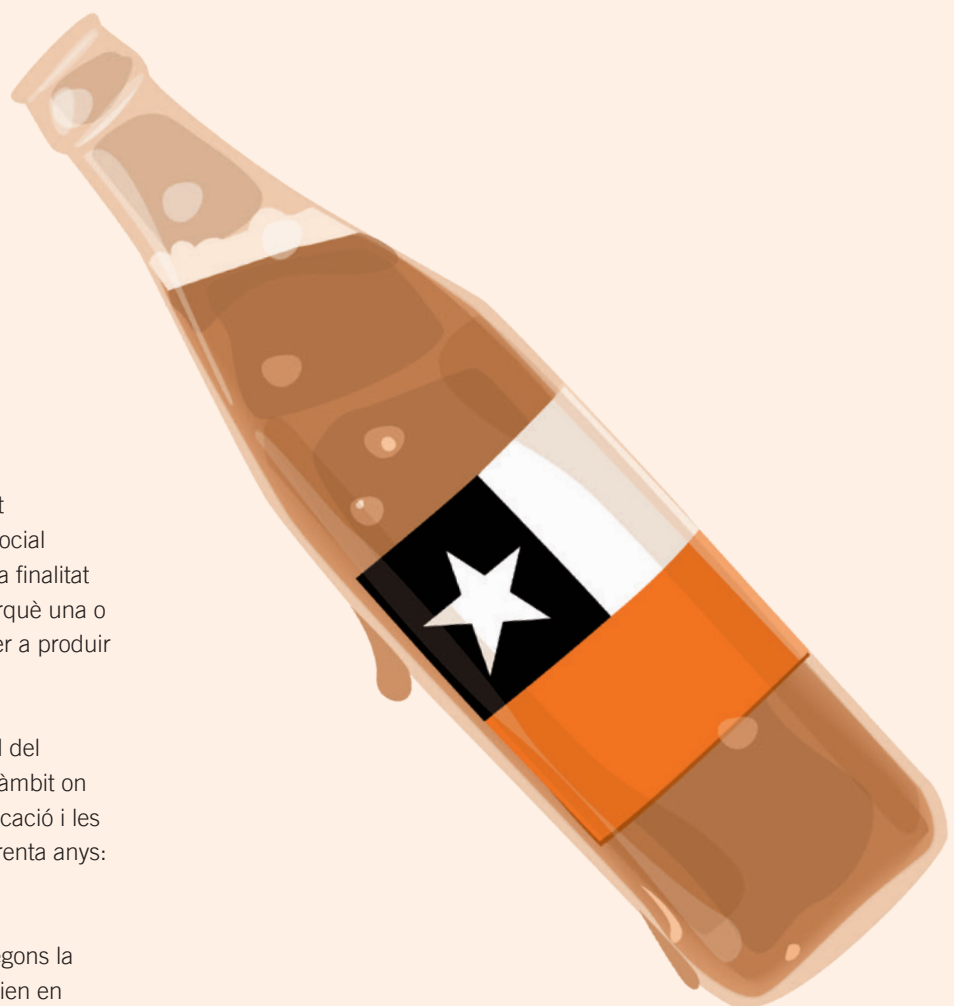 t
ocial
a finalitat
rquè una o
er a produir
l del
àmbit on
cació i les
renta anys:
gons la
ien en